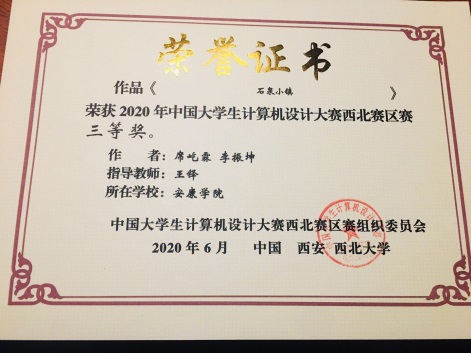 荣誉证书
作品《 石泉小镇 》
荣获2020年中国大学生计算机设计大赛西北赛区赛
三等奖。
作 者：席屹霖 李振坤
指导教师：王铎
所在学校：安康学院
中国大学生计算机设计大赛西北赛区赛组织委员会
2020年6月 中国 西安 西北大学